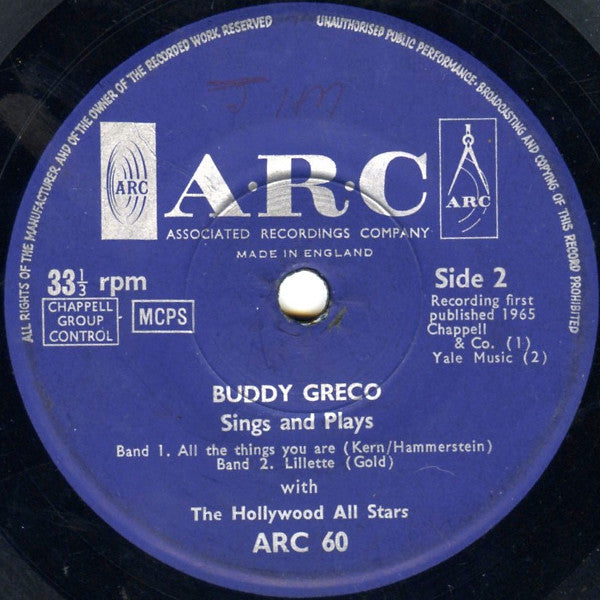 ALL RIGHTS OF THE MANUFACTURER AND OF THE OWNER OF THE RECORDED WORK RESERVED
UNAUTHORISED PUBLIC PERFORMANCE · BROADCASTING AND COPYING OF THIS RECORD PROHIBITED
JIM
ARC
A·R·C
ARC
ASSOCIATED RECORDINGS COMPANY
MADE IN ENGLAND
33⅓ rpm
CHAPPELL
GROUP
CONTROL
MCPS
Side 2
Recording first
published 1965
Chappell
& Co. (1)
Yale Music (2)
BUDDY GRECO
Sings and Plays
Band 1. All the things you are (Kern/Hammerstein)
Band 2. Lillette (Gold)
with
The Hollywood All Stars
ARC 60